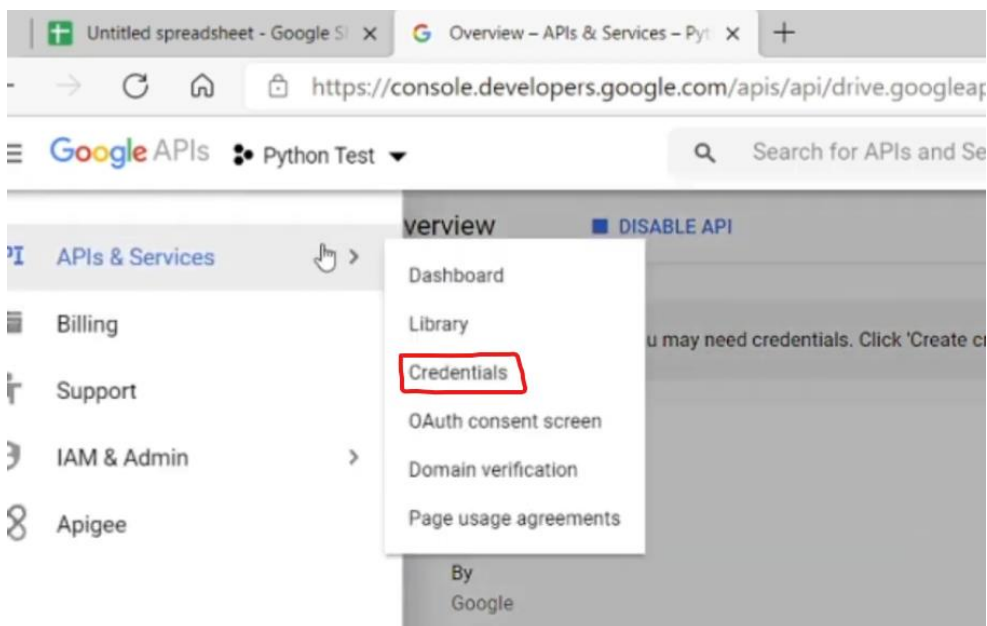 Untitled spreadsheet - Google S
Overview – APIs & Services – Pyt
https://console.developers.google.com/apis/api/drive.googleap
Google APIs Python Test
Search for APIs and Se
verview
DISABLE API
PI APIs & Services
Dashboard
Billing
Library
u may need credentials. Click 'Create cr
Credentials
Support
OAuth consent screen
IAM & Admin
Domain verification
Apigee
Page usage agreements
By
Google